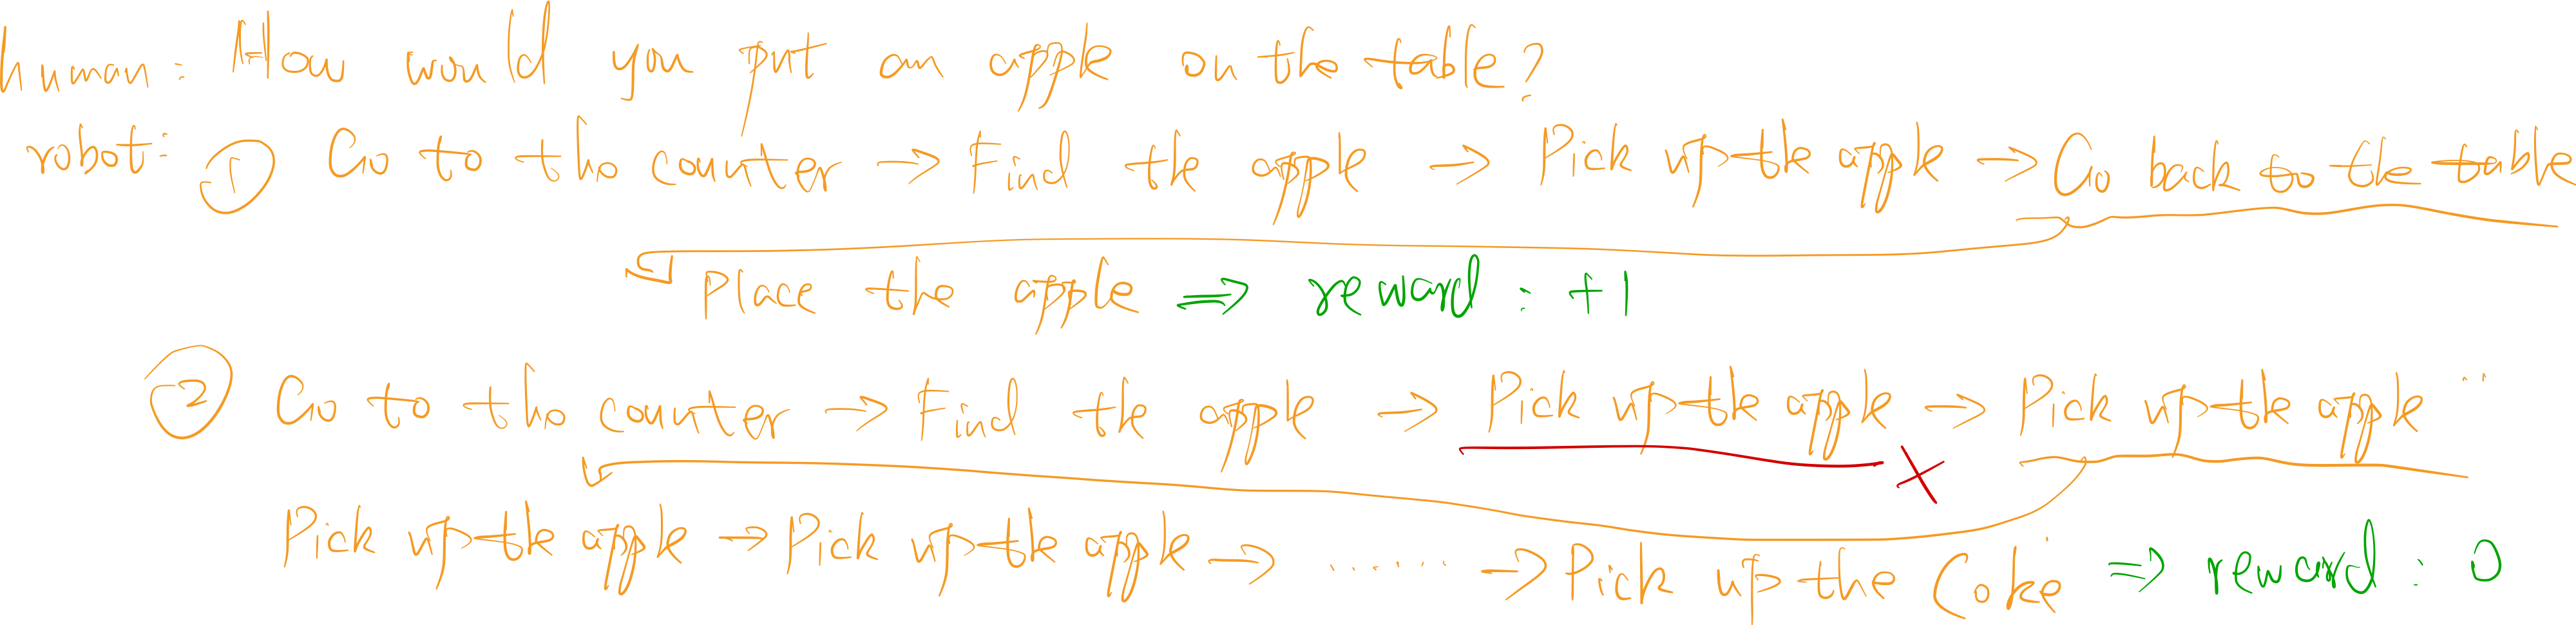 human: How would you put an apple on the table?
robot: ① Go to the counter → Find the apple → Pick up the apple → Go back to the table
Place the apple ⇒ reward: +1
② Go to the counter → Find the apple → Pick up the apple → Pick up the apple
Pick up the apple → Pick up the apple → ...... → Pick up the Coke ⇒ reward: 0